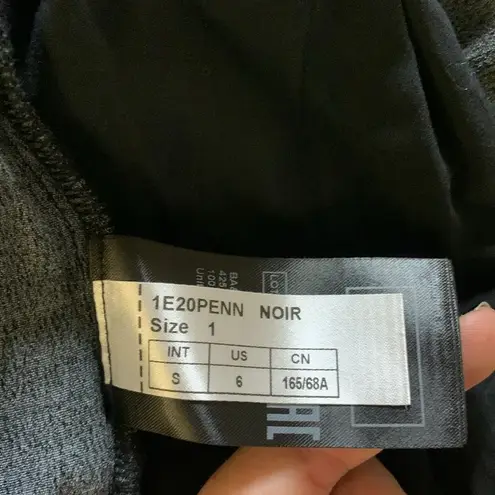 1E20PENN NOIR
Size 1
INT US CN
S 6 165/68A